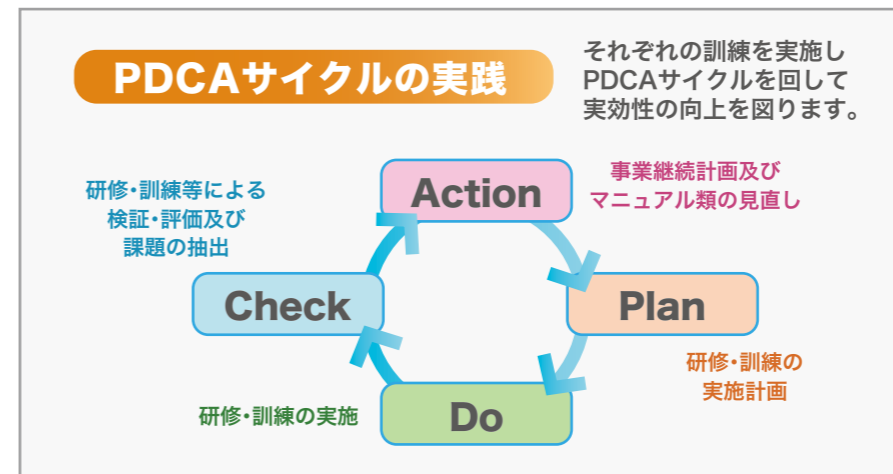 PDCAサイクルの実践
それぞれの訓練を実施し
PDCAサイクルを回して
実効性の向上を図ります。
Action
事業継続計画及び
マニュアル類の見直し
研修・訓練等による
検証・評価及び
課題の抽出
Check
Plan
研修・訓練の
実施計画
研修・訓練の実施
Do